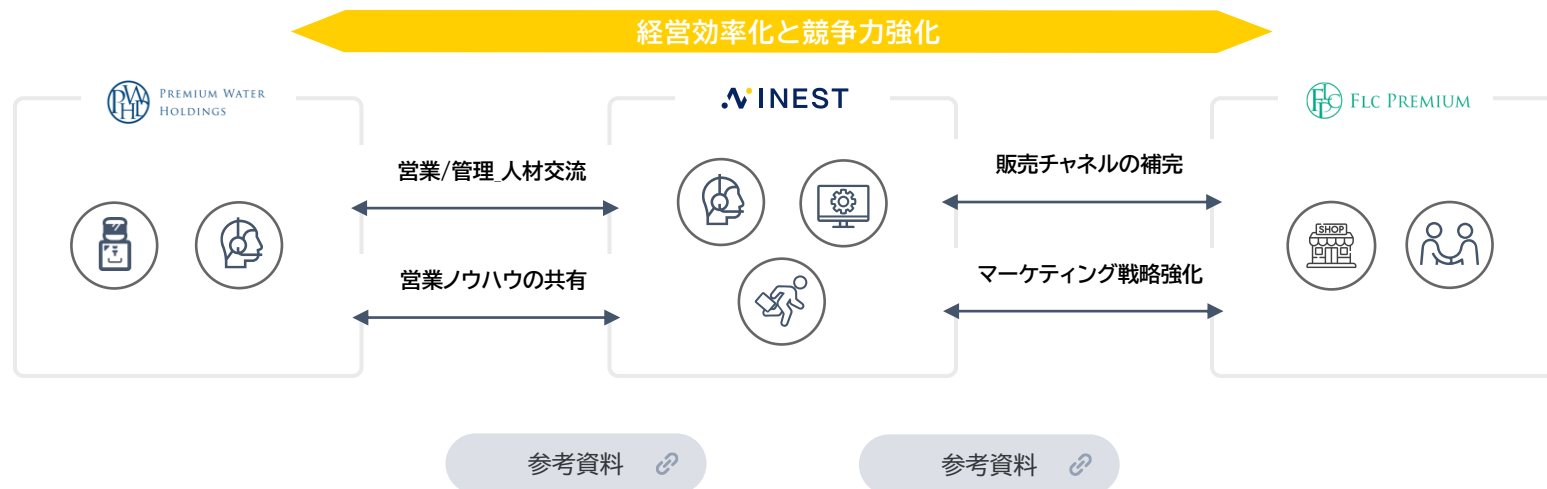 経営効率化と競争力強化
PWHD
PREMIUM WATER
HOLDINGS
INEST
FLC PREMIUM
営業/管理_人材交流
販売チャネルの補完
SHOP
営業ノウハウの共有
マーケティング戦略強化
参考資料
参考資料